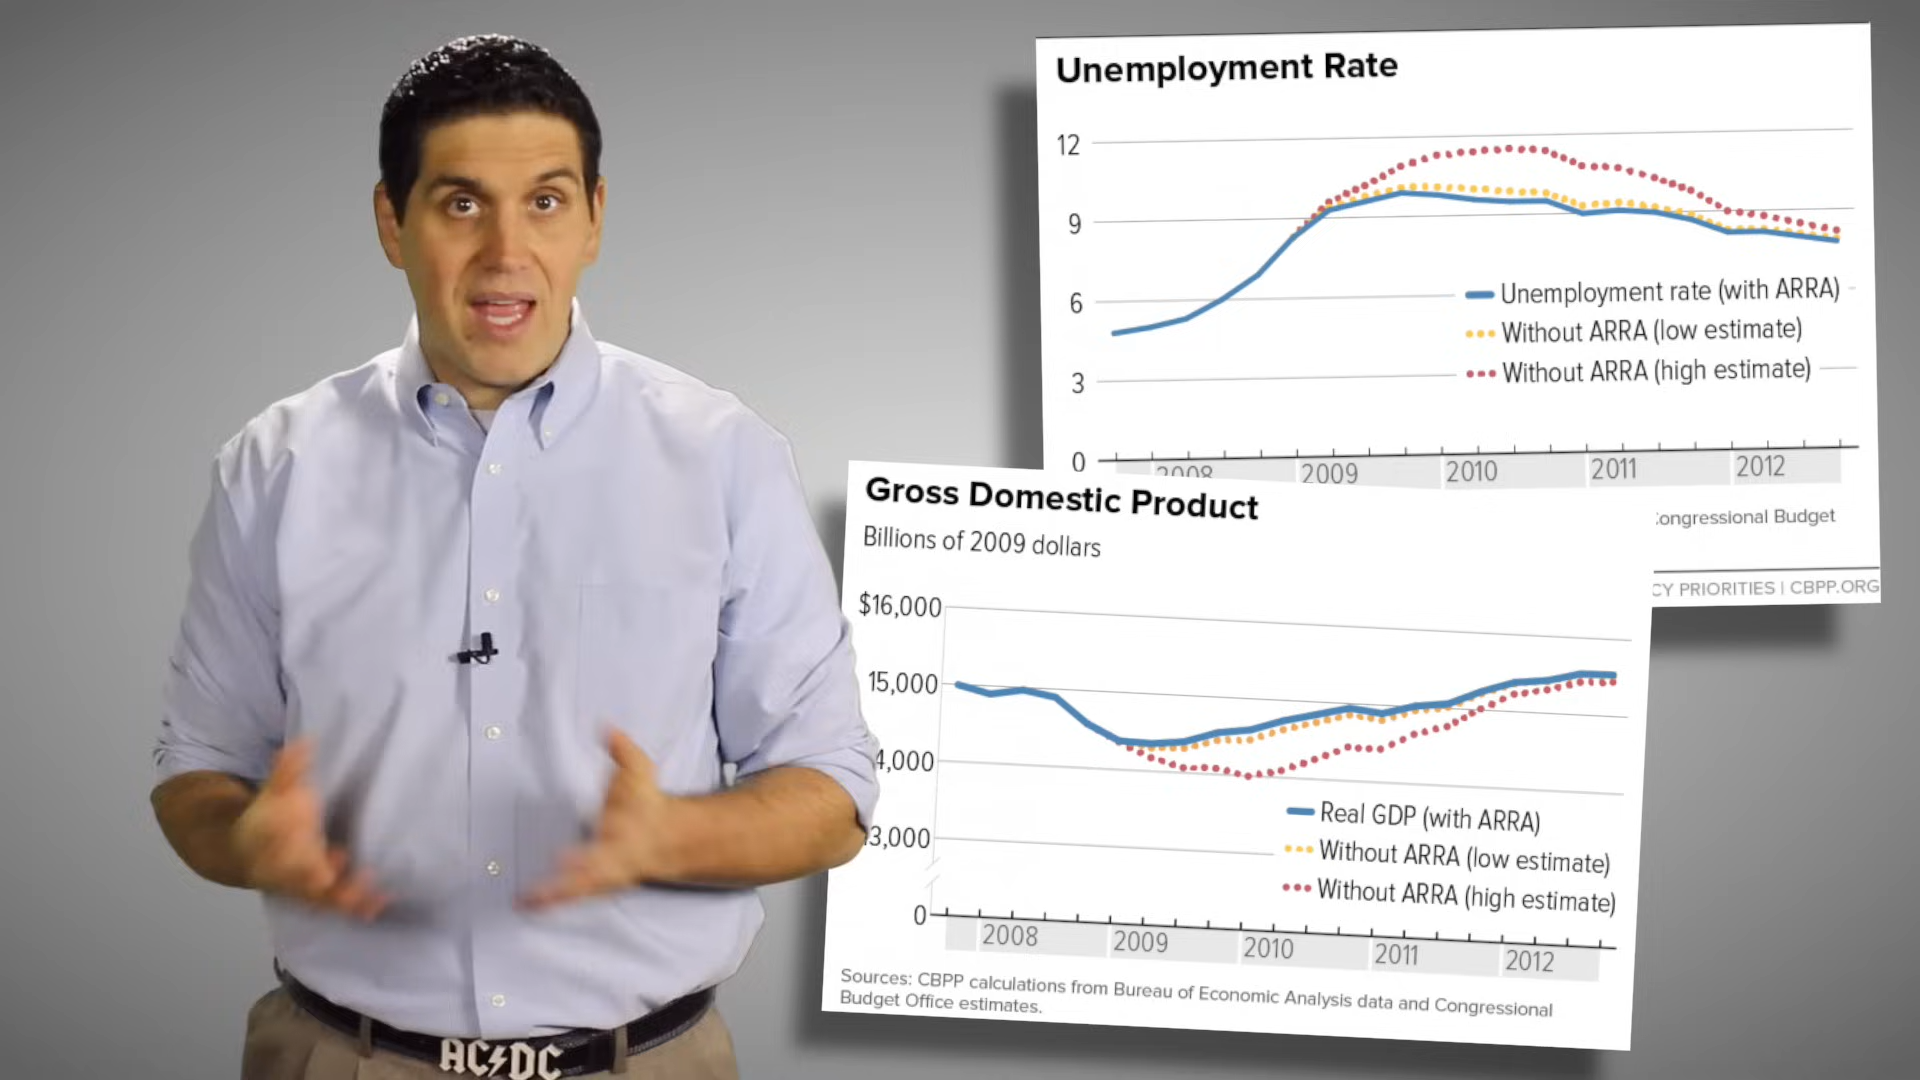 Unemployment Rate
12
9
6
3
0
Unemployment rate (with ARRA)
Without ARRA (low estimate)
Without ARRA (high estimate)
2008 2009 2010 2011 2012
Congressional Budget
CY PRIORITIES | CBPP.ORG
Gross Domestic Product
Billions of 2009 dollars
$16,000
15,000
4,000
3,000
0
Real GDP (with ARRA)
Without ARRA (low estimate)
Without ARRA (high estimate)
2008 2009 2010 2011 2012
Sources: CBPP calculations from Bureau of Economic Analysis data and Congressional
Budget Office estimates.
AC⚡DC